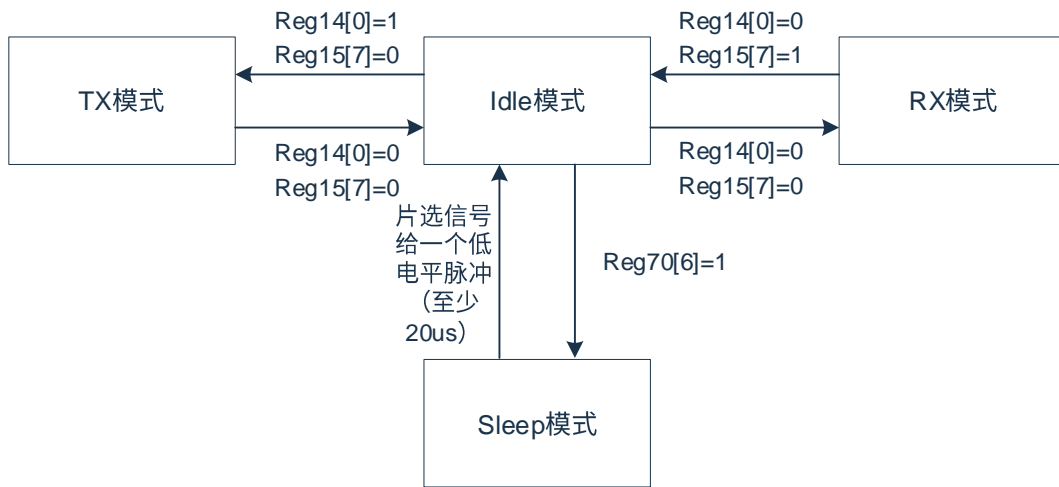 Reg14[0]=1
Reg15[7]=0
Reg14[0]=0
Reg15[7]=1
TX模式
Idle模式
RX模式
Reg14[0]=0
Reg15[7]=0
Reg14[0]=0
Reg15[7]=0
片选信号
给一个低
电平脉冲
（至少
20us）
Reg70[6]=1
Sleep模式